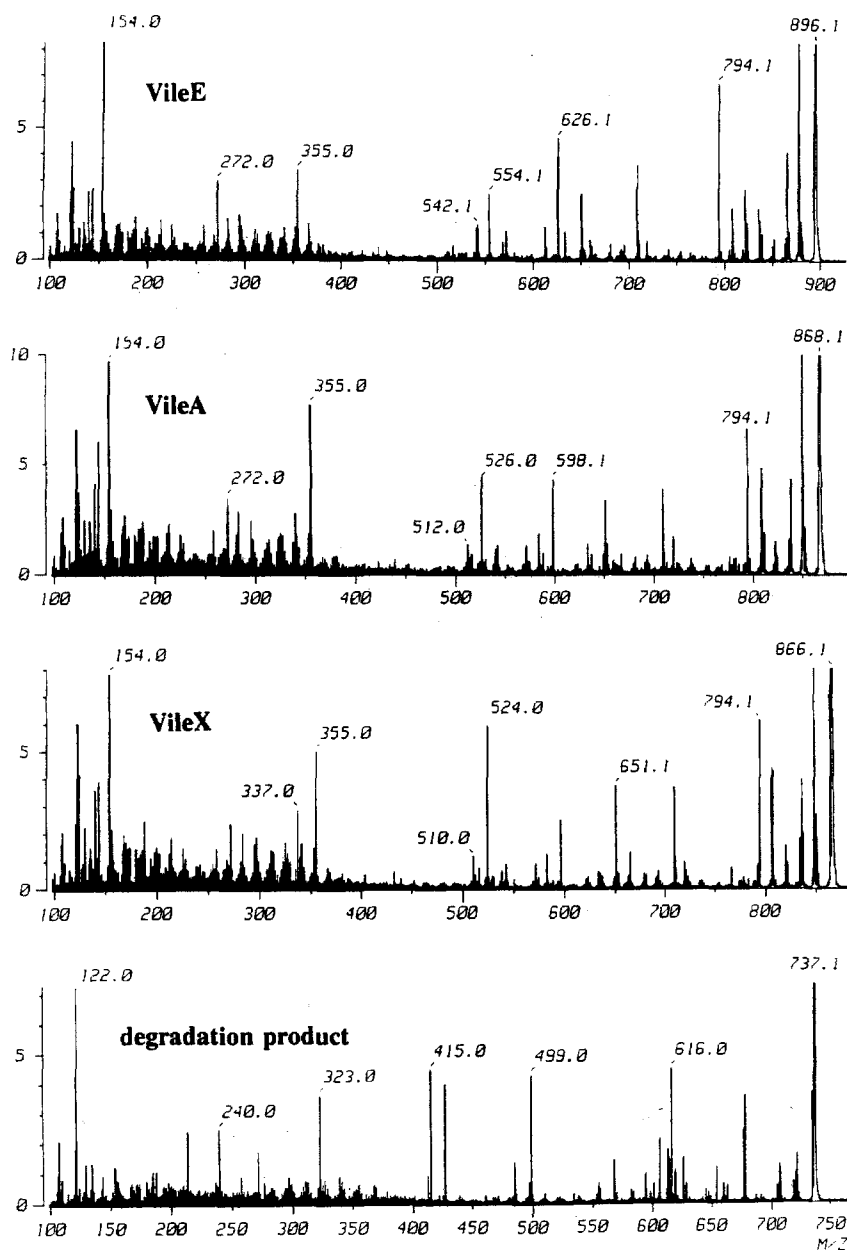 154.0 896.1
VileE 794.1
5 626.1
272.0 355.0 554.1
542.1
0
100 200 300 400 500 600 700 800 900
10 154.0 355.0 868.1
VileA 794.1
5 272.0 526.0 598.1
512.0
0
100 200 300 400 500 600 700 800
154.0 866.1
VileX 524.0 794.1
5 355.0 651.1
337.0
510.0
0
100 200 300 400 500 600 700 800
122.0 737.1
degradation product
5 415.0 499.0 616.0
240.0 323.0
0
100 150 200 250 300 350 400 450 500 550 600 650 700 750
M/Z